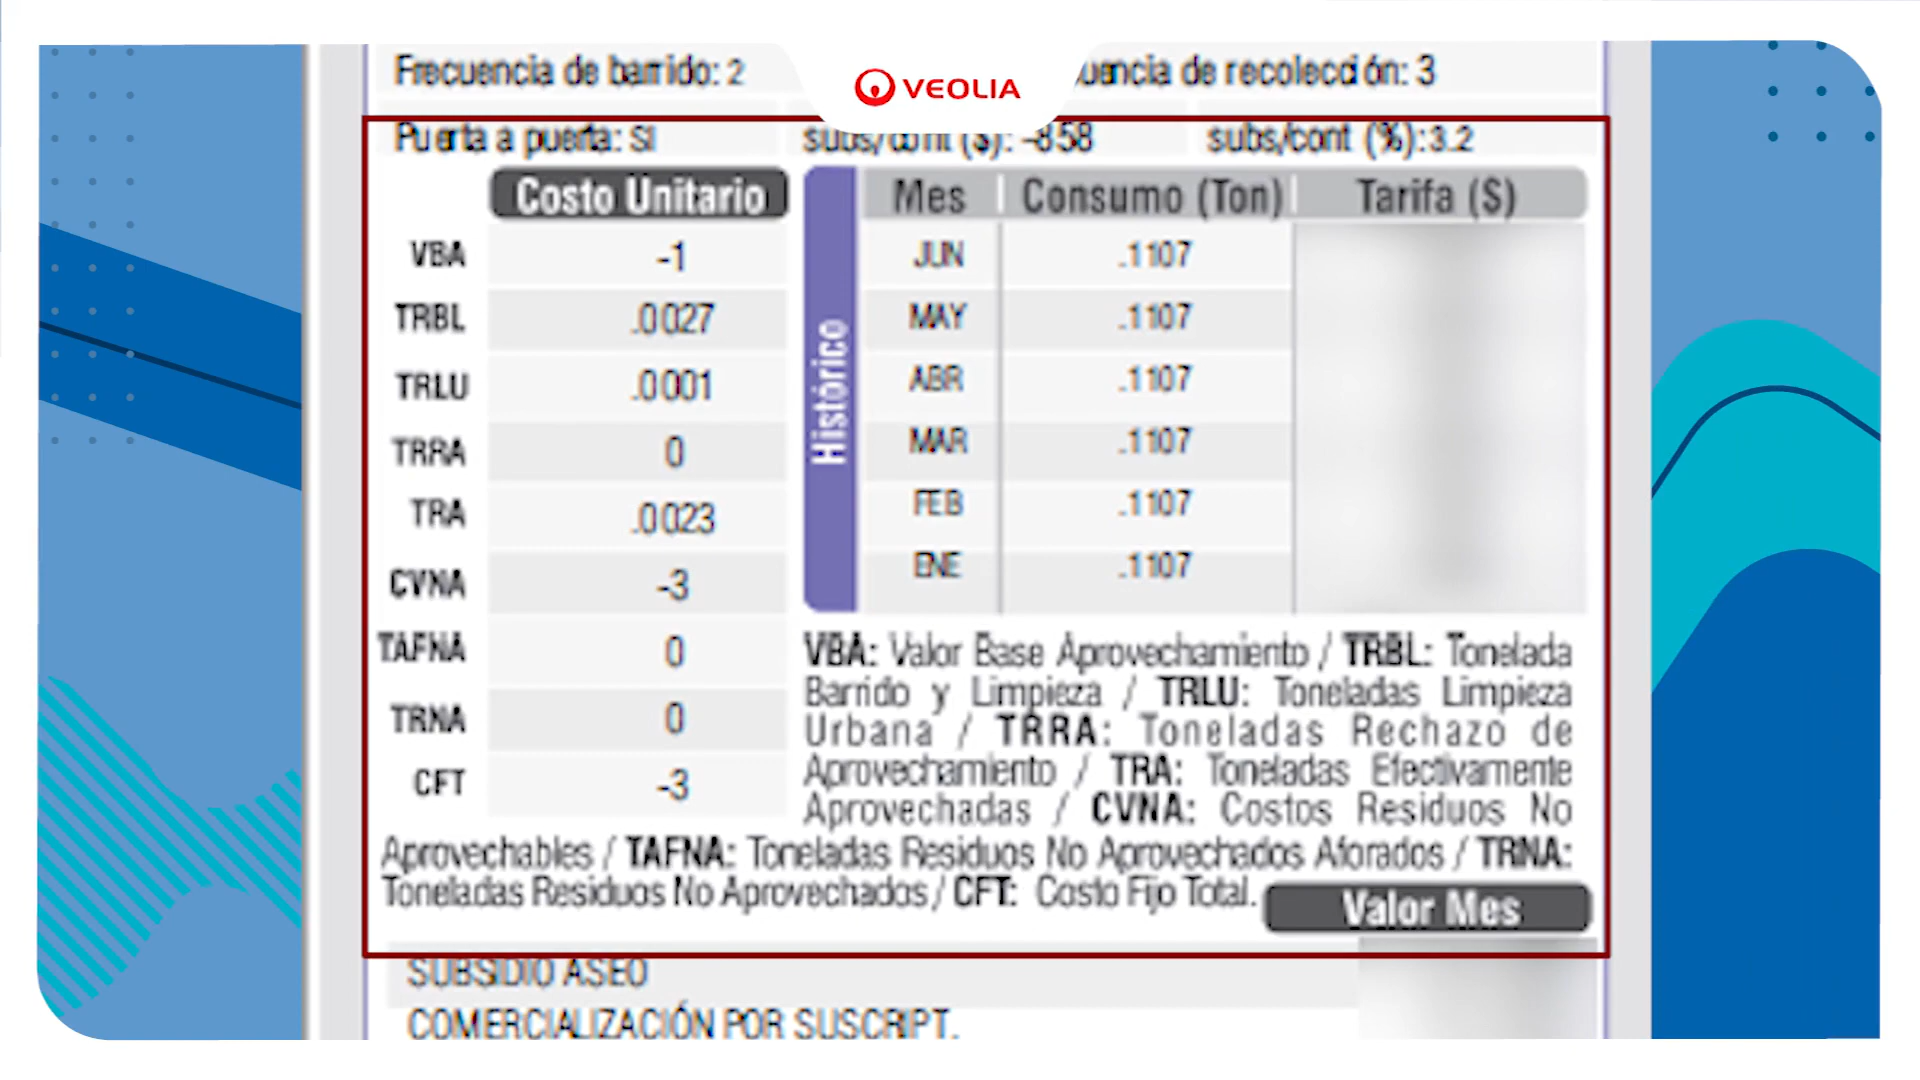 VEOLIA
Frecuencia de barrido: 2
uencia de recolección: 3
Puerta a puerta: SI
subs/cont ($): -858
subs/cont (%):3.2
Costo Unitario
VBA -1
TRBL .0027
TRLU .0001
TRRA 0
TRA .0023
CVNA -3
TAFNA 0
TRNA 0
CFT -3
Histórico
Mes Consumo (Ton) Tarifa ($)
JUN .1107
MAY .1107
ABR .1107
MAR .1107
FEB .1107
ENE .1107
VBA: Valor Base Aprovechamiento / TRBL: Tonelada
Barrido y Limpieza / TRLU: Toneladas Limpieza
Urbana / TRRA: Toneladas Rechazo de
Aprovechamiento / TRA: Toneladas Efectivamente
Aprovechadas / CVNA: Costos Residuos No
Aprovechables / TAFNA: Toneladas Residuos No Aprovechados Aforados / TRNA:
Toneladas Residuos No Aprovechados / CFT: Costo Fijo Total.
Valor Mes
SUBSIDIO ASEO
COMERCIALIZACIÓN POR SUSCRIPT.